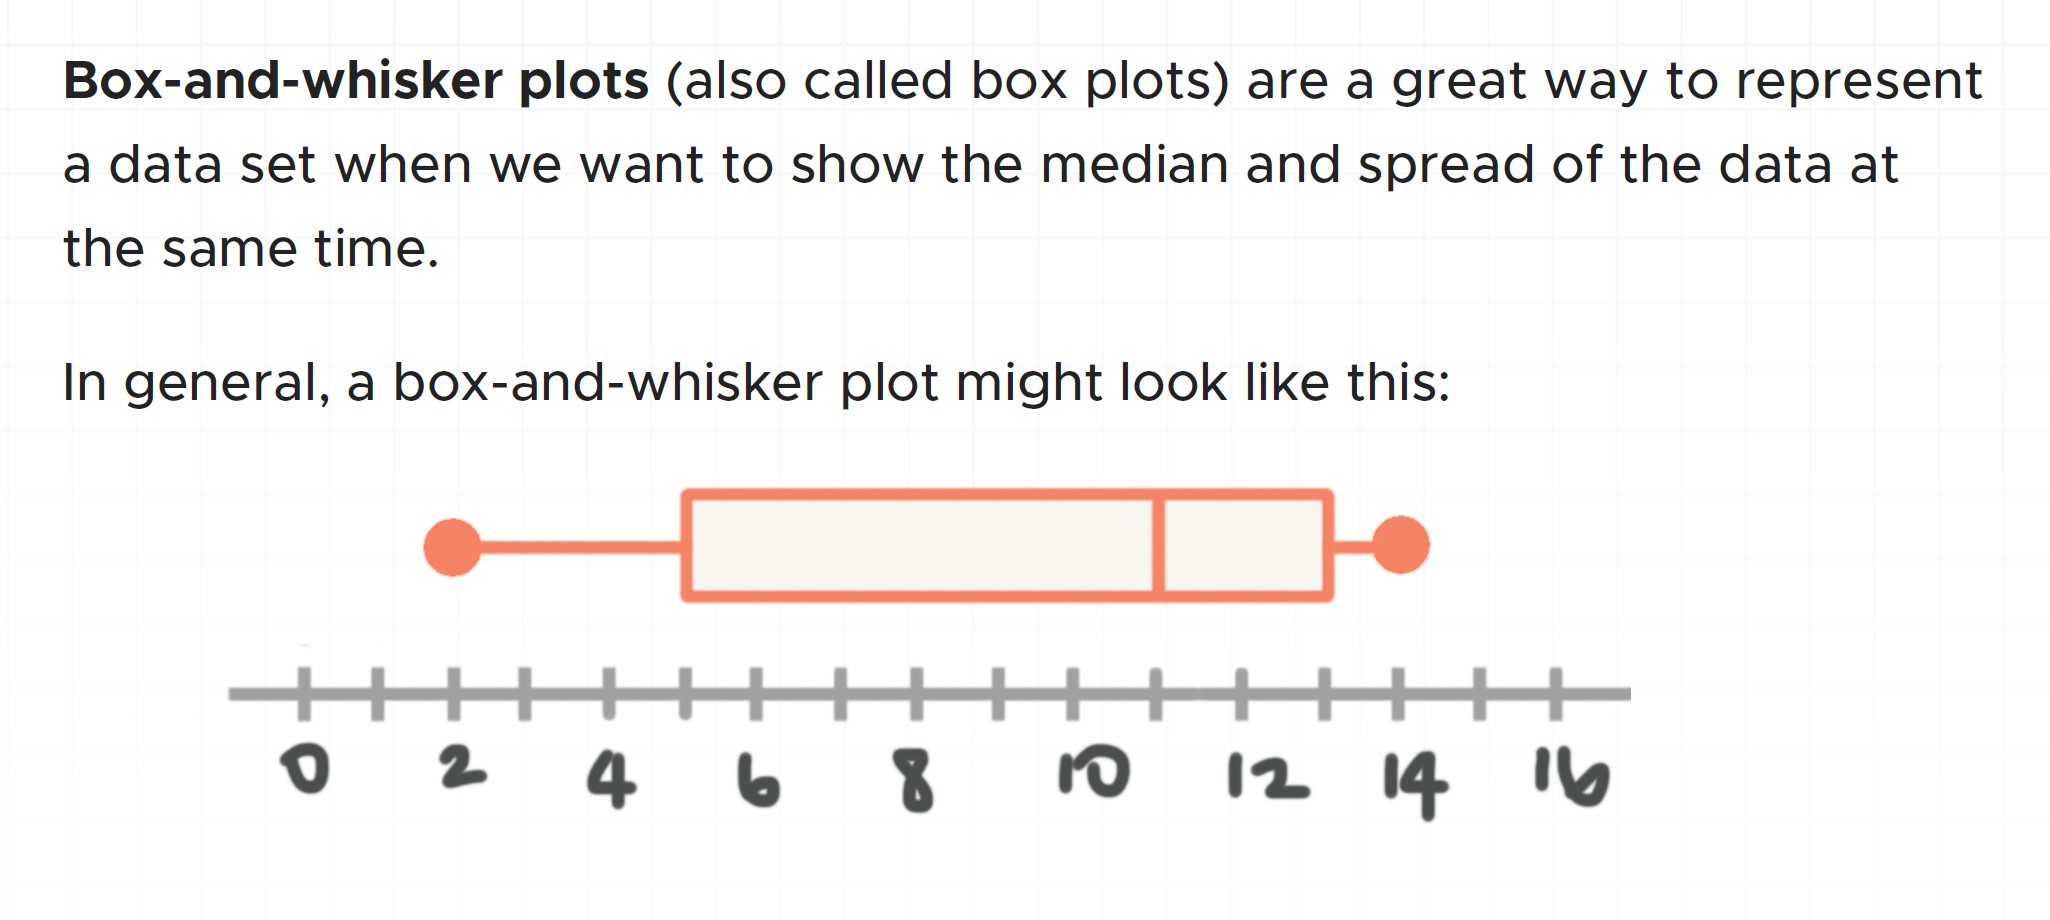 Box-and-whisker plots (also called box plots) are a great way to represent
a data set when we want to show the median and spread of the data at
the same time.
In general, a box-and-whisker plot might look like this:
0 2 4 6 8 10 12 14 16